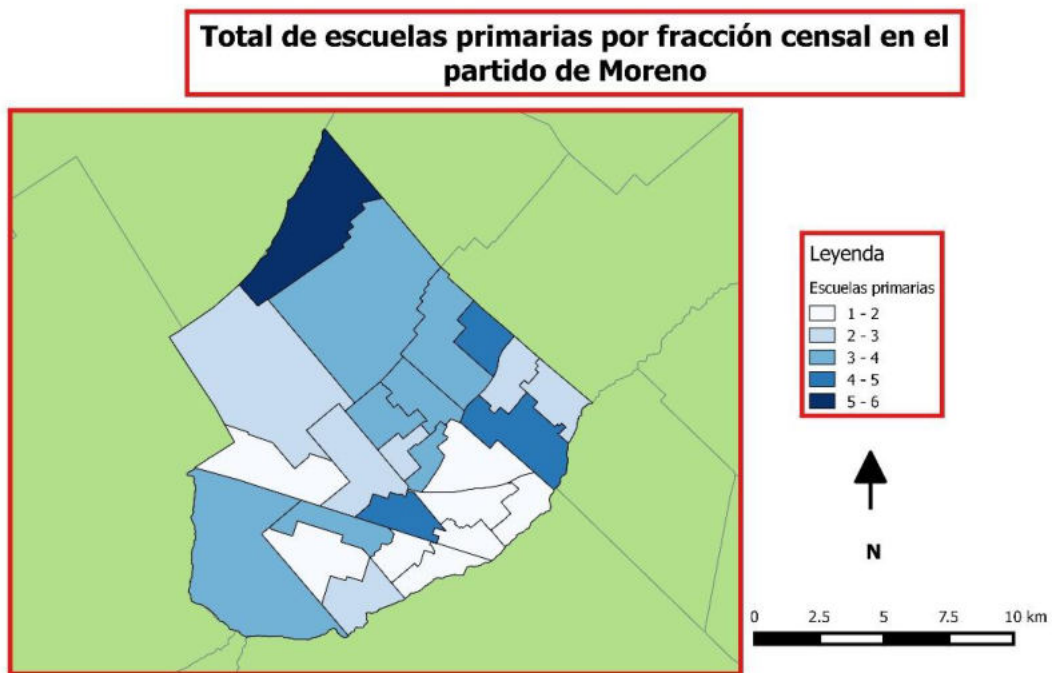 Total de escuelas primarias por fracción censal en el
partido de Moreno
Leyenda
Escuelas primarias
1 - 2
2 - 3
3 - 4
4 - 5
5 - 6
N
0 2.5 5 7.5 10 km